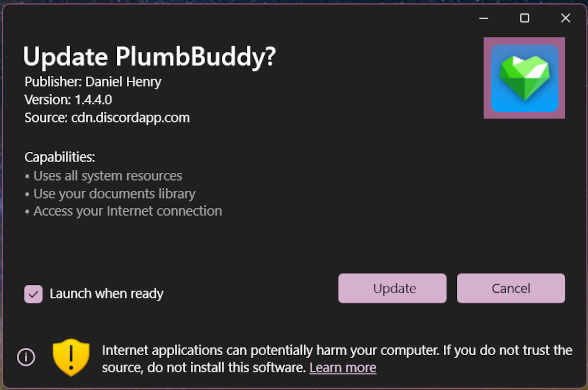 Update PlumbBuddy?
Publisher: Daniel Henry
Version: 1.4.4.0
Source: cdn.discordapp.com
Capabilities:
• Uses all system resources
• Use your documents library
• Access your Internet connection
Launch when ready
Update
Cancel
Internet applications can potentially harm your computer. If you do not trust the
source, do not install this software. Learn more